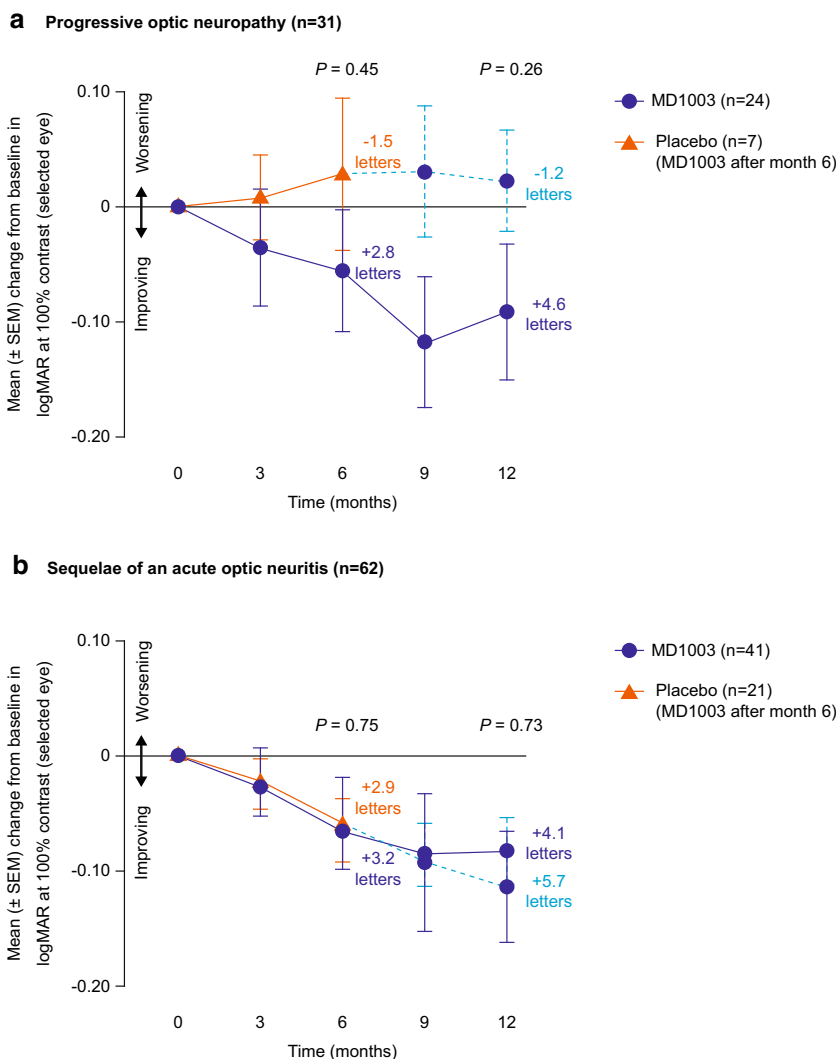 a Progressive optic neuropathy (n=31)
P = 0.45
P = 0.26
0.10
0
-0.10
-0.20
Mean (± SEM) change from baseline in
logMAR at 100% contrast (selected eye)
Worsening
Improving
-1.5
letters
+2.8
letters
-1.2
letters
+4.6
letters
MD1003 (n=24)
Placebo (n=7)
(MD1003 after month 6)
0 3 6 9 12
Time (months)
b Sequelae of an acute optic neuritis (n=62)
0.10
0
-0.10
-0.20
Mean (± SEM) change from baseline in
logMAR at 100% contrast (selected eye)
Worsening
Improving
P = 0.75
P = 0.73
+2.9
letters
+3.2
letters
+4.1
letters
+5.7
letters
MD1003 (n=41)
Placebo (n=21)
(MD1003 after month 6)
0 3 6 9 12
Time (months)